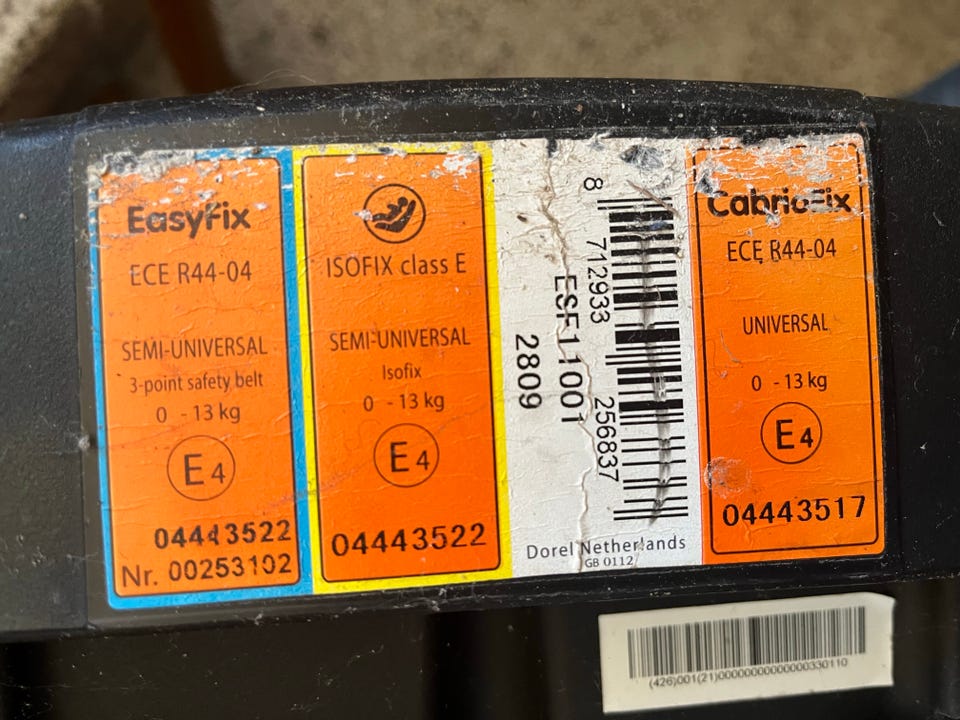 EasyFix
ECE R44-04
SEMI-UNIVERSAL
3-point safety belt
0 - 13 kg
E4
04443522
Nr. 00253102
ISOFIX class E
SEMI-UNIVERSAL
Isofix
0 - 13 kg
E4
04443522
8 712933 256837
ESF11001
2809
Dorel Netherlands
GB 0112
CabrioFix
ECE R44-04
UNIVERSAL
0 - 13 kg
E4
04443517